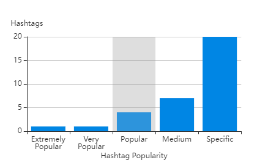 Hashtags
20
15
10
5
0
Extremely Popular
Very Popular
Popular
Medium
Specific
Hashtag Popularity